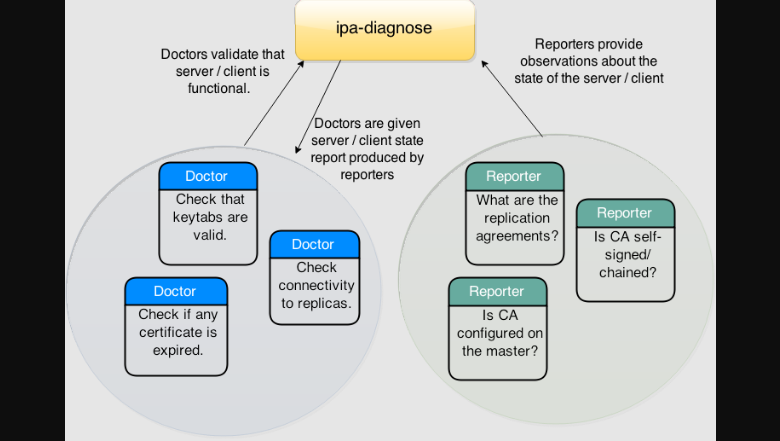 ipa-diagnose
Doctors validate that
server / client is
functional.
Reporters provide
observations about the
state of the server / client
Doctors are given
server / client state
report produced by
reporters
Doctor
Check that
keytabs are
valid.
Doctor
Check
connectivity
to replicas.
Doctor
Check if any
certificate is
expired.
Reporter
What are the
replication
agreements?
Reporter
Is CA self-
signed/
chained?
Reporter
Is CA
configured on
the master?